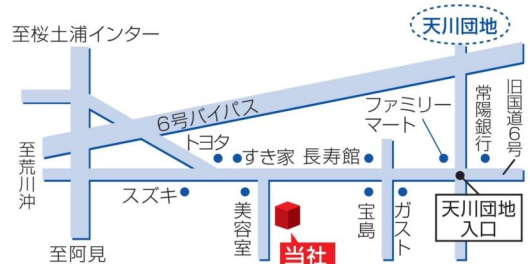 天川団地
至桜土浦インター
6号バイパス
ファミリー
マート
常陽銀行
旧国道6号
トヨタ
すき家
長寿館
至荒川沖
スズキ
美容室
当社
宝島
ガスト
天川団地
入口
至阿見